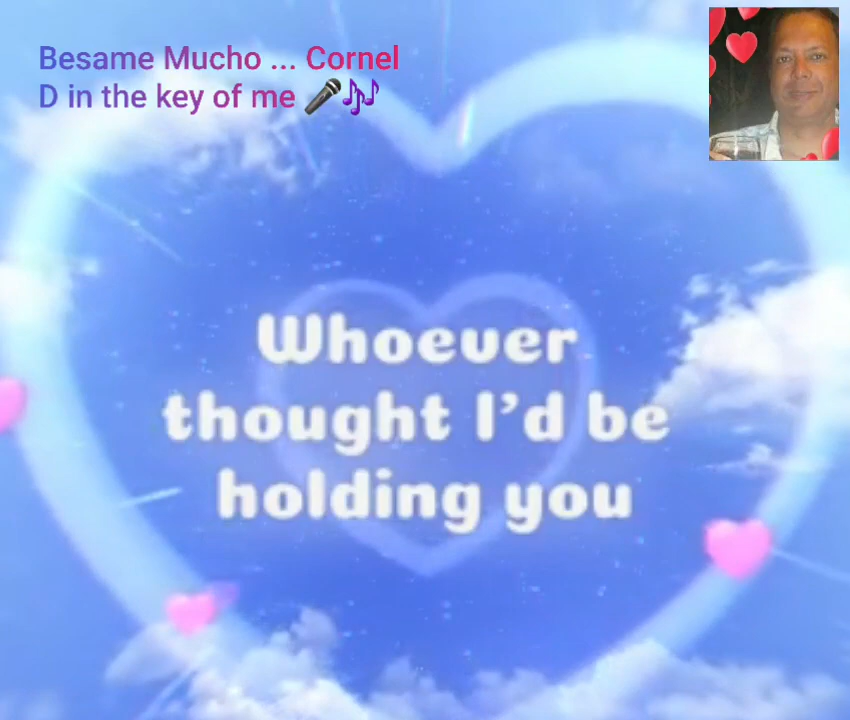 Besame Mucho ... Cornel
D in the key of me 🎤🎶
Whoever
thought I'd be
holding you